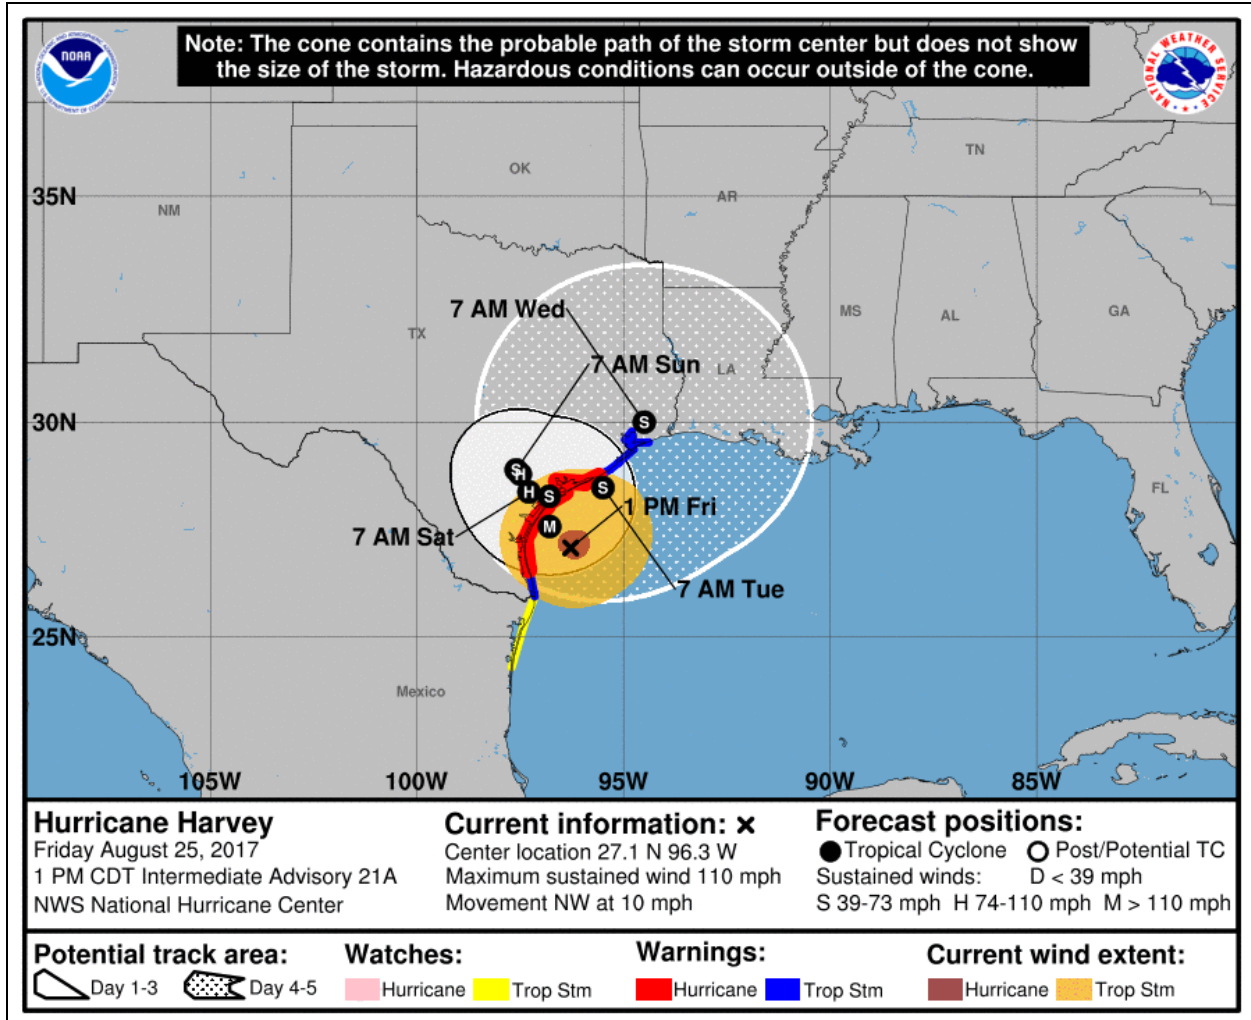 Note: The cone contains the probable path of the storm center but does not show
the size of the storm. Hazardous conditions can occur outside of the cone.
NOAA
NATIONAL WEATHER SERVICE
OK
TN
NM
AR
35N
7 AM Wed
TX
MS
AL
GA
7 AM Sun
LA
30N
S
S
H
H
S
S
M
1 PM Fri
7 AM Sat
FL
7 AM Tue
25N
Mexico
105W
100W
95W
90W
85W
Hurricane Harvey
Friday August 25, 2017
1 PM CDT Intermediate Advisory 21A
NWS National Hurricane Center
Current information: ×
Center location 27.1 N 96.3 W
Maximum sustained wind 110 mph
Movement NW at 10 mph
Forecast positions:
Tropical Cyclone Post/Potential TC
Sustained winds: D < 39 mph
S 39-73 mph H 74-110 mph M > 110 mph
Potential track area:
Day 1-3 Day 4-5
Watches:
Hurricane Trop Stm
Warnings:
Hurricane Trop Stm
Current wind extent:
Hurricane Trop Stm